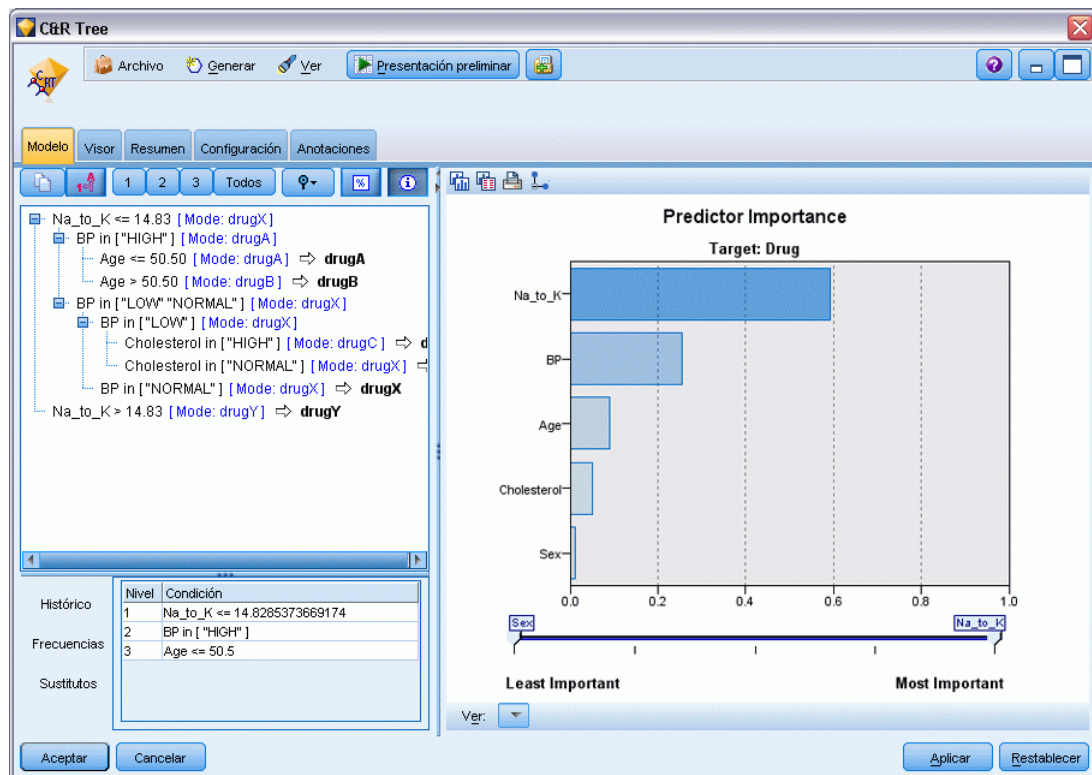 C&R Tree
Archivo Generar Ver Presentación preliminar
Modelo Visor Resumen Configuración Anotaciones
1 2 3 Todos % i
Na_to_K <= 14.83 [Mode: drugX]
BP in ["HIGH"] [Mode: drugA]
Age <= 50.50 [Mode: drugA] ⇨ drugA
Age > 50.50 [Mode: drugB] ⇨ drugB
BP in ["LOW" "NORMAL"] [Mode: drugX]
BP in ["LOW"] [Mode: drugX]
Cholesterol in ["HIGH"] [Mode: drugC] ⇨ d
Cholesterol in ["NORMAL"] [Mode: drugX] ⇨
BP in ["NORMAL"] [Mode: drugX] ⇨ drugX
Na_to_K > 14.83 [Mode: drugY] ⇨ drugY
Histórico
Frecuencias
Sustitutos
Nivel Condición
1 Na_to_K <= 14.8285373669174
2 BP in [ "HIGH" ]
3 Age <= 50.5
Predictor Importance
Target: Drug
Na_to_K
BP
Age
Cholesterol
Sex
0.0 0.2 0.4 0.6 0.8 1.0
Sex Na_to_K
Least Important Most Important
Ver:
Aceptar Cancelar Aplicar Restablecer